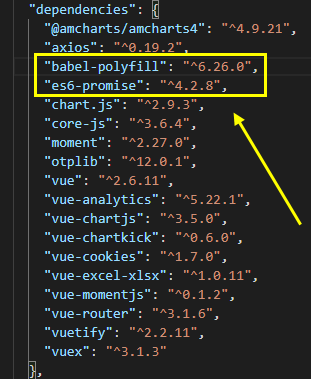 "dependencies": {
"@amcharts/amcharts4": "^4.9.21",
"axios": "^0.19.2",
"babel-polyfill": "^6.26.0",
"es6-promise": "^4.2.8",
"chart.js": "^2.9.3",
"core-js": "^3.6.4",
"moment": "^2.27.0",
"otplib": "^12.0.1",
"vue": "^2.6.11",
"vue-analytics": "^5.22.1",
"vue-chartjs": "^3.5.0",
"vue-chartkick": "^0.6.0",
"vue-cookies": "^1.7.0",
"vue-excel-xlsx": "^1.0.11",
"vue-momentjs": "^0.1.2",
"vue-router": "^3.1.6",
"vuetify": "^2.2.11",
"vuex": "^3.1.3"
},